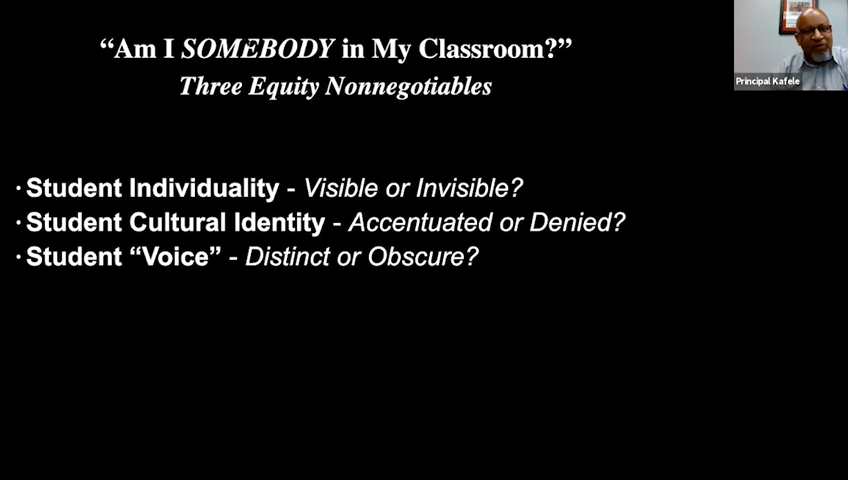 “Am I SOMEBODY in My Classroom?”
Three Equity Nonnegotiables
· Student Individuality - Visible or Invisible?
· Student Cultural Identity - Accentuated or Denied?
· Student “Voice” - Distinct or Obscure?
Principal Kafele